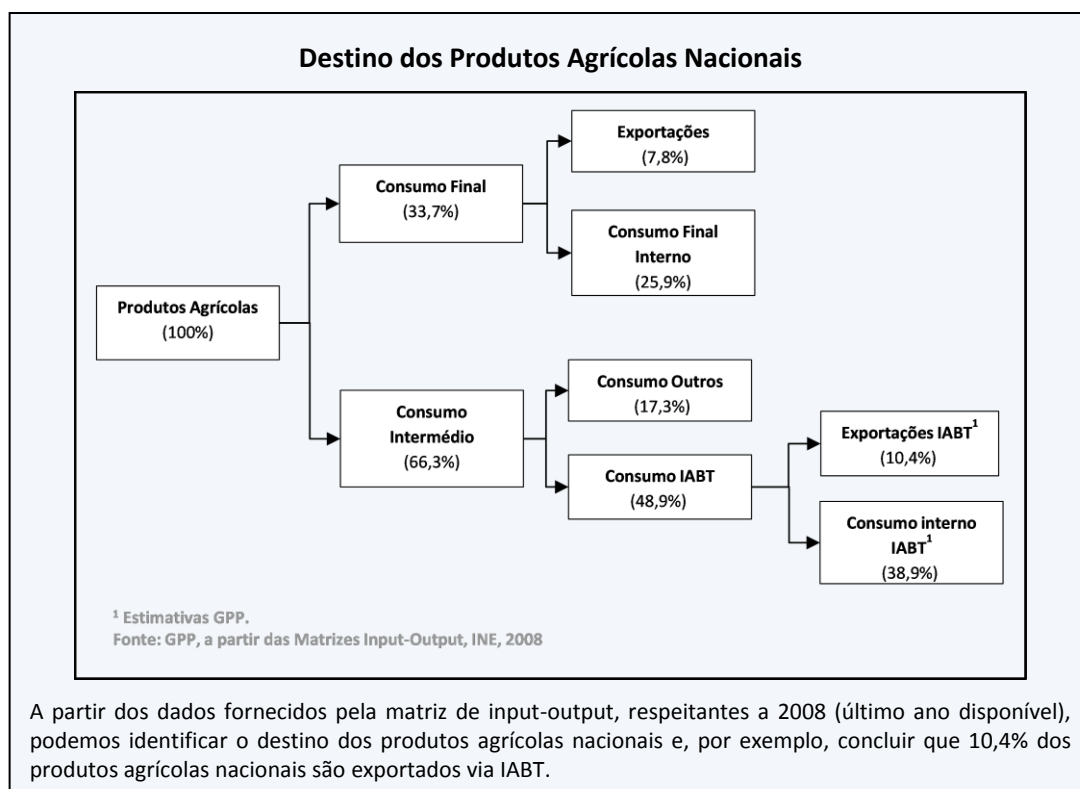 Destino dos Produtos Agrícolas Nacionais
Exportações
(7,8%)
Consumo Final
(33,7%)
Consumo Final
Interno
(25,9%)
Produtos Agrícolas
(100%)
Consumo Outros
(17,3%)
Consumo
Intermédio
(66,3%)
Exportações IABT¹
(10,4%)
Consumo IABT
(48,9%)
Consumo interno
IABT¹
(38,9%)
¹ Estimativas GPP.
Fonte: GPP, a partir das Matrizes Input-Output, INE, 2008
A partir dos dados fornecidos pela matriz de input-output, respeitantes a 2008 (último ano disponível),
podemos identificar o destino dos produtos agrícolas nacionais e, por exemplo, concluir que 10,4% dos
produtos agrícolas nacionais são exportados via IABT.